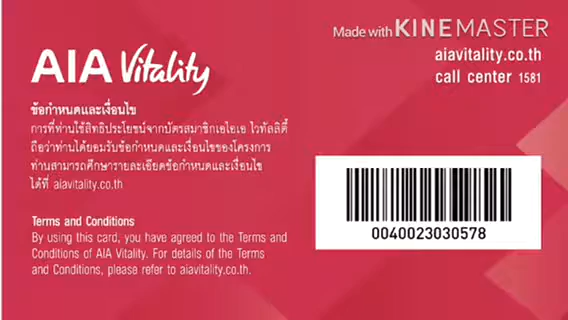 Made with KINEMASTER
AIA Vitality
aiavitality.co.th
call center 1581
ข้อกำหนดและเงื่อนไข
การที่ท่านใช้สิทธิประโยชน์จากบัตรสมาชิกเอไอเอ ไวทัลลิตี้
ถือว่าท่านได้ยอมรับข้อกำหนดและเงื่อนไขของโครงการ
ท่านสามารถศึกษารายละเอียดข้อกำหนดและเงื่อนไข
ได้ที่ aiavitality.co.th
0040023030578
Terms and Conditions
By using this card, you have agreed to the Terms and
Conditions of AIA Vitality. For details of the Terms
and Conditions, please refer to aiavitality.co.th.